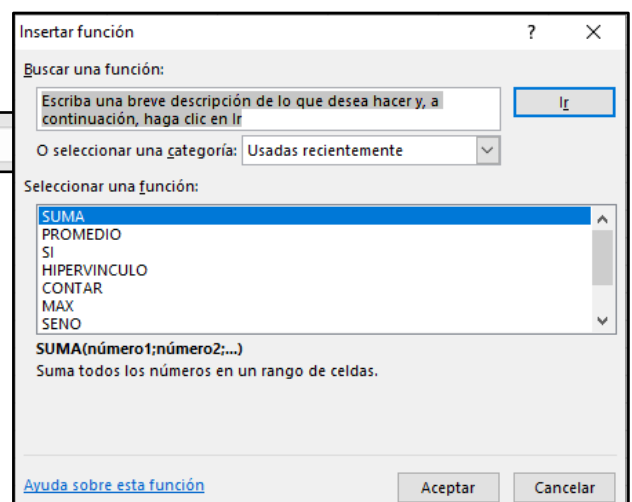 Insertar función ?
Buscar una función:
Escriba una breve descripción de lo que desea hacer y, a
continuación, haga clic en Ir
Ir
O seleccionar una categoría: Usadas recientemente
Seleccionar una función:
SUMA
PROMEDIO
SI
HIPERVINCULO
CONTAR
MAX
SENO
SUMA(número1;número2;...)
Suma todos los números en un rango de celdas.
Ayuda sobre esta función
Aceptar Cancelar